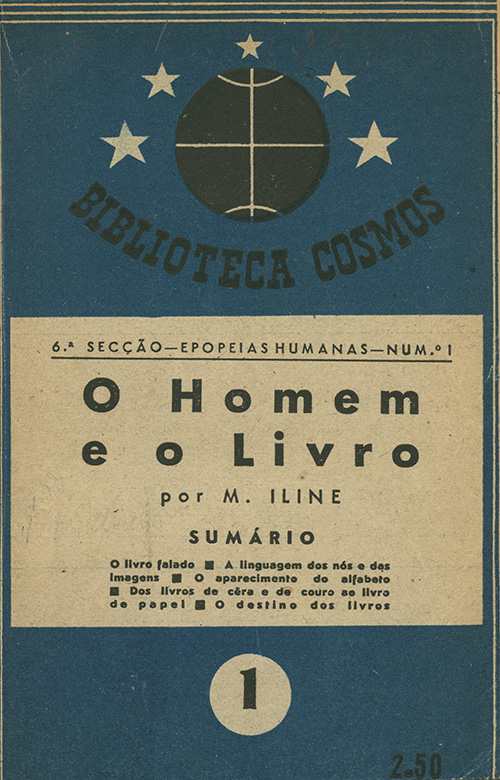 BIBLIOTECA COSMOS
6.ª SECÇÃO—EPOPEIAS HUMANAS—NUM.º 1
O Homem
e o Livro
por M. ILINE
SUMÁRIO
O livro falado ■ A linguagem dos nós e das
imagens ■ O aparecimento do alfabeto
■ Dos livros de cêra e de couro ao livro
de papel ■ O destino dos livros
1
2$50